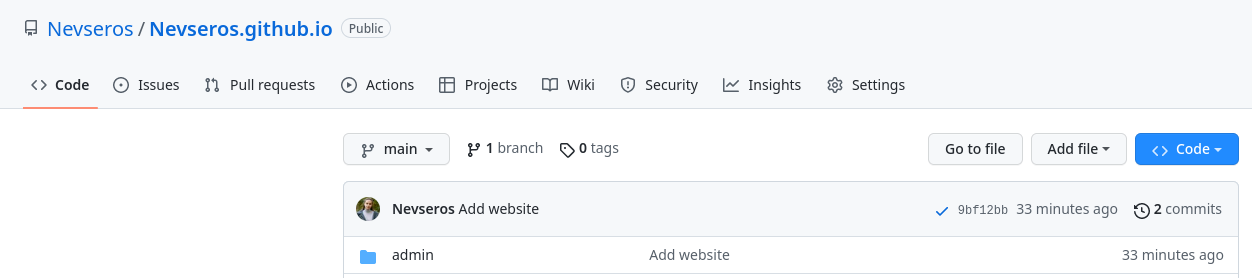 Nevseros / Nevseros.github.io Public
Code Issues Pull requests Actions Projects Wiki Security Insights Settings
main 1 branch 0 tags Go to file Add file Code
Nevseros Add website 9bf12bb 33 minutes ago 2 commits
admin Add website 33 minutes ago